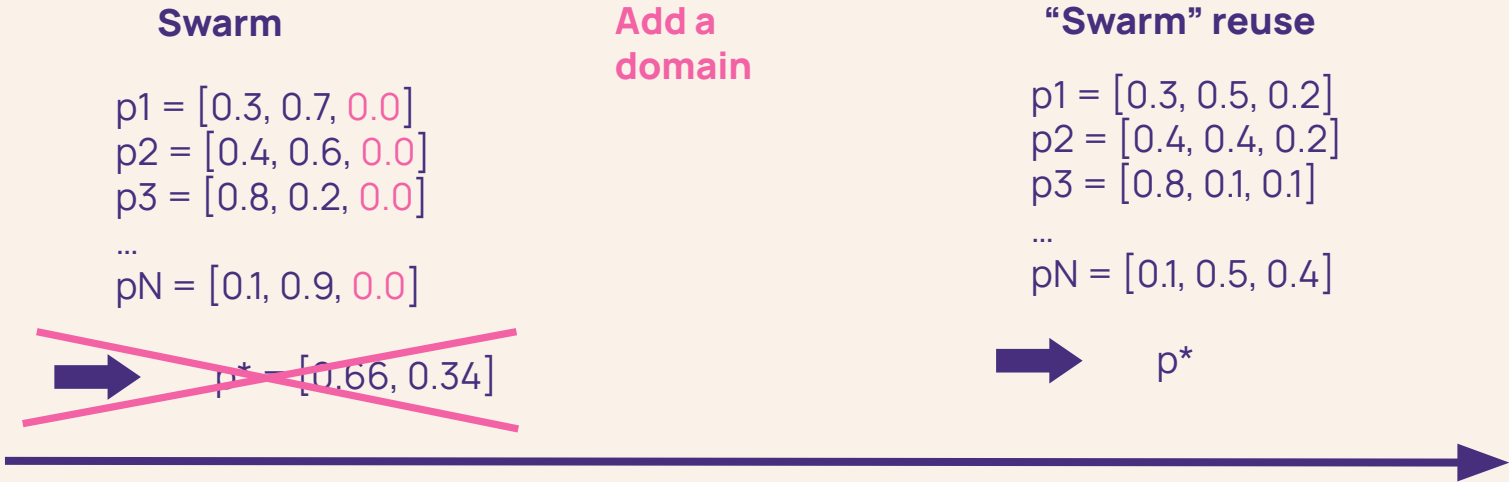 Swarm
p1 = [0.3, 0.7, 0.0]
p2 = [0.4, 0.6, 0.0]
p3 = [0.8, 0.2, 0.0]
...
pN = [0.1, 0.9, 0.0]
p* = [0.66, 0.34]
Add a
domain
“Swarm” reuse
p1 = [0.3, 0.5, 0.2]
p2 = [0.4, 0.4, 0.2]
p3 = [0.8, 0.1, 0.1]
...
pN = [0.1, 0.5, 0.4]
p*